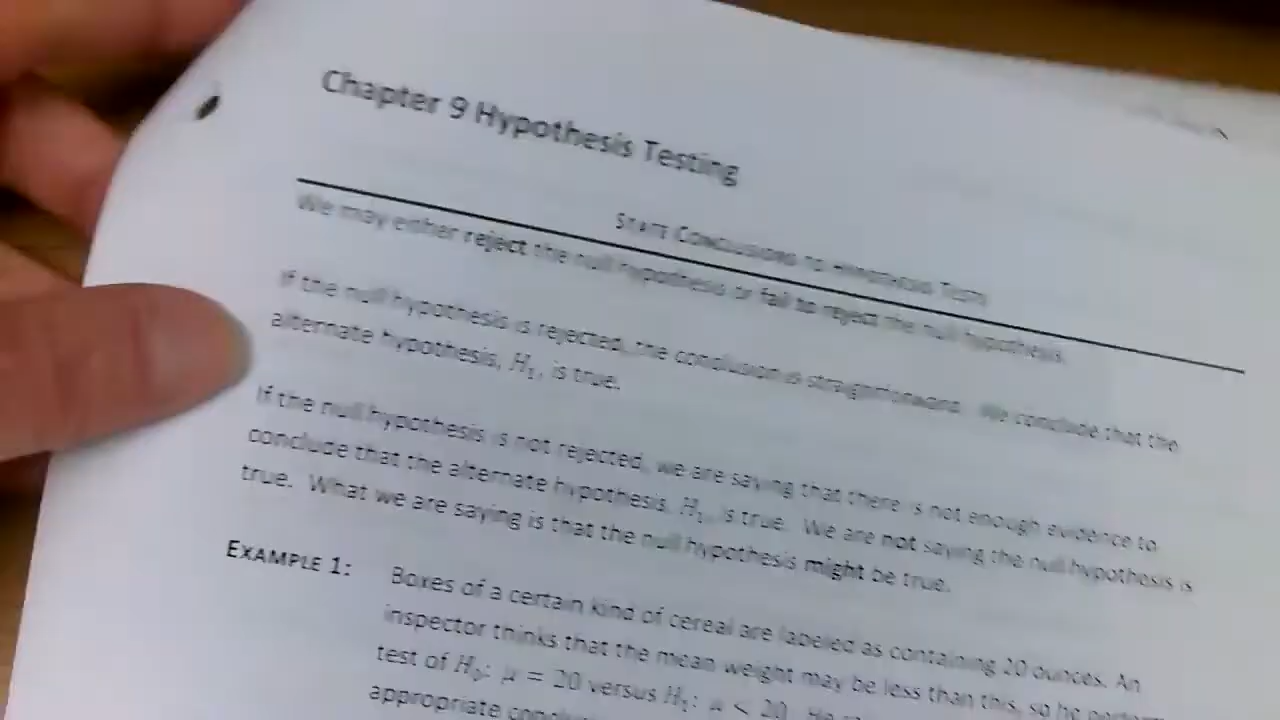 Chapter 9 Hypothesis Testing
STATE CONCLUSIONS TO HYPOTHESIS TESTS
We may either reject the null hypothesis or fail to reject the null hypothesis.
If the null hypothesis is rejected, the conclusion is straightforward. We conclude that the
alternate hypothesis, H₁, is true.
If the null hypothesis is not rejected, we are saying that there is not enough evidence to
conclude that the alternate hypothesis, H₁, is true. We are not saying the null hypothesis is
true. What we are saying is that the null hypothesis might be true.
EXAMPLE 1: Boxes of a certain kind of cereal are labeled as containing 20 ounces. An
inspector thinks that the mean weight may be less than this, so he
test of H₀: μ = 20 versus H₁: μ < 20. He
appropriate